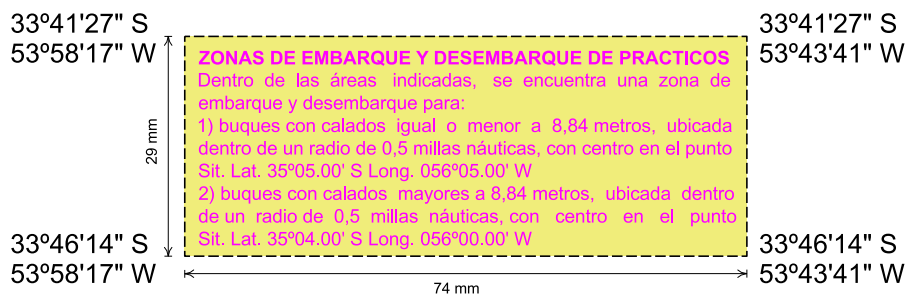 33º41'27" S
53º58'17" W
33º41'27" S
53º43'41" W
ZONAS DE EMBARQUE Y DESEMBARQUE DE PRACTICOS
Dentro de las áreas indicadas, se encuentra una zona de
embarque y desembarque para:
1) buques con calados igual o menor a 8,84 metros, ubicada
dentro de un radio de 0,5 millas náuticas, con centro en el punto
Sit. Lat. 35º05.00' S Long. 056º05.00' W
2) buques con calados mayores a 8,84 metros, ubicada dentro
de un radio de 0,5 millas náuticas, con centro en el punto
Sit. Lat. 35º04.00' S Long. 056º00.00' W
29 mm
33º46'14" S
53º58'17" W
33º46'14" S
53º43'41" W
74 mm